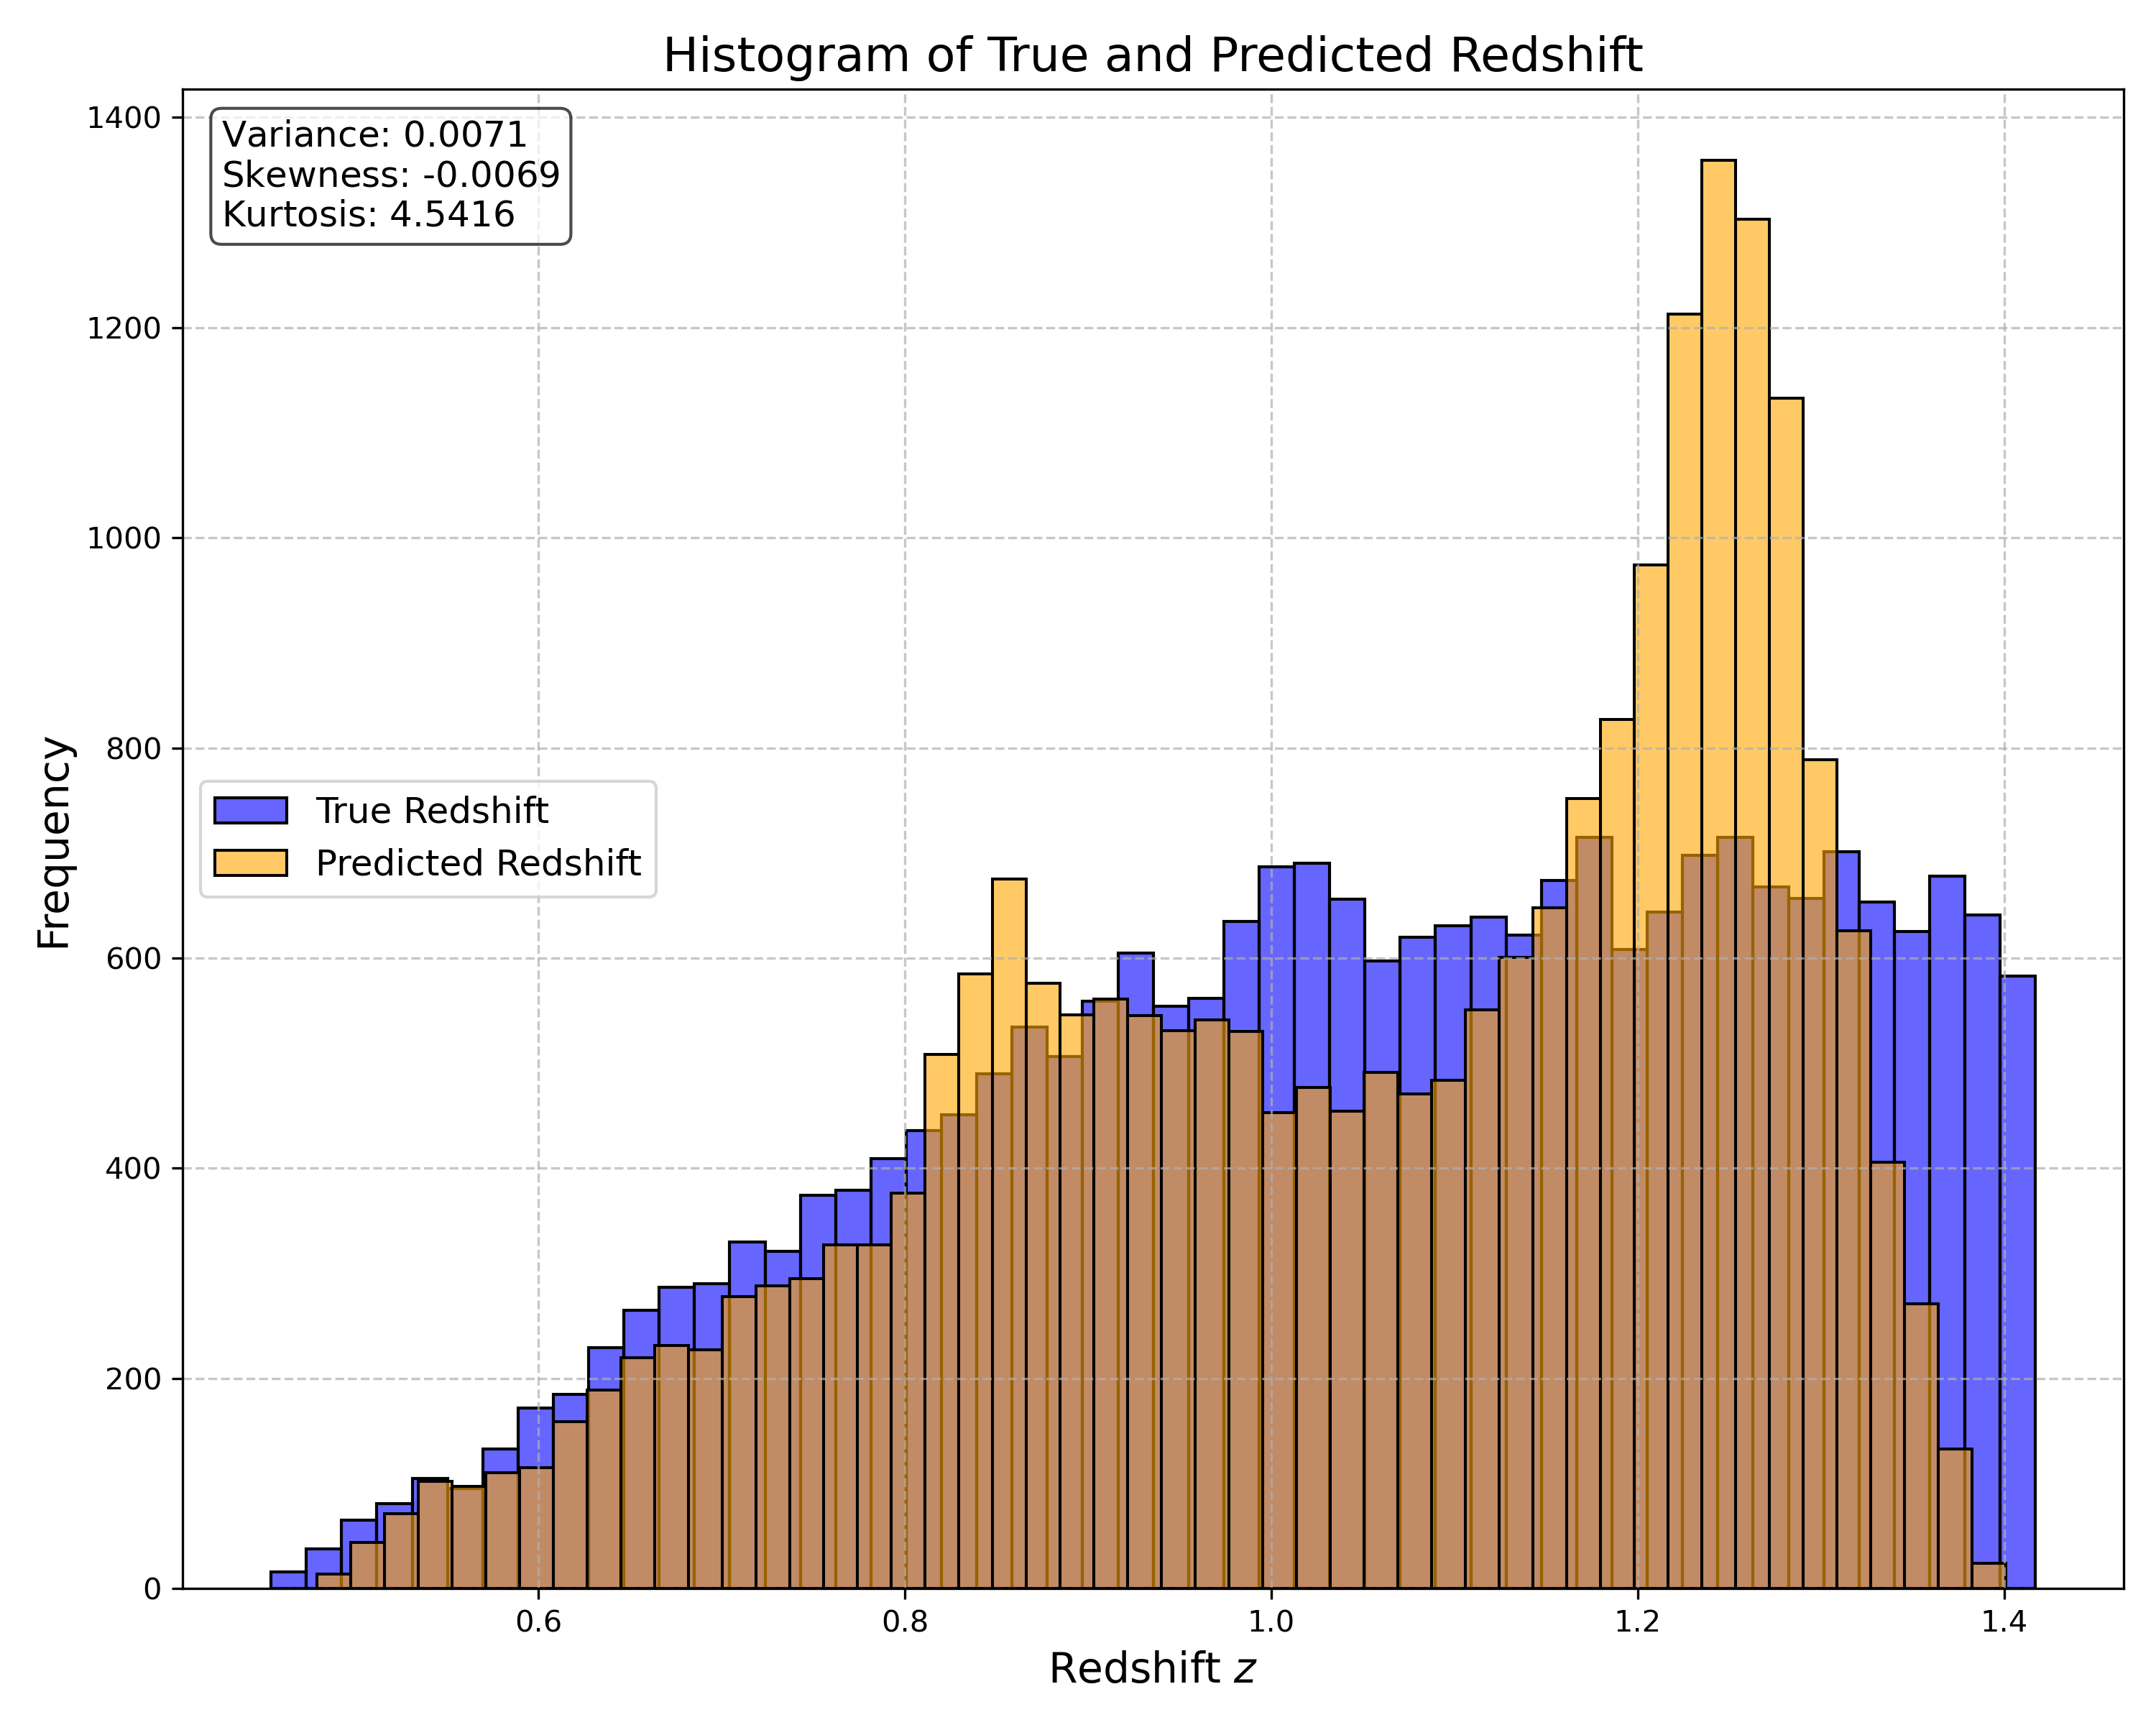 Histogram of True and Predicted Redshift
Variance: 0.0071
Skewness: -0.0069
Kurtosis: 4.5416
True Redshift
Predicted Redshift
Frequency
1400
1200
1000
800
600
400
200
0
0.6 0.8 1.0 1.2 1.4
Redshift z